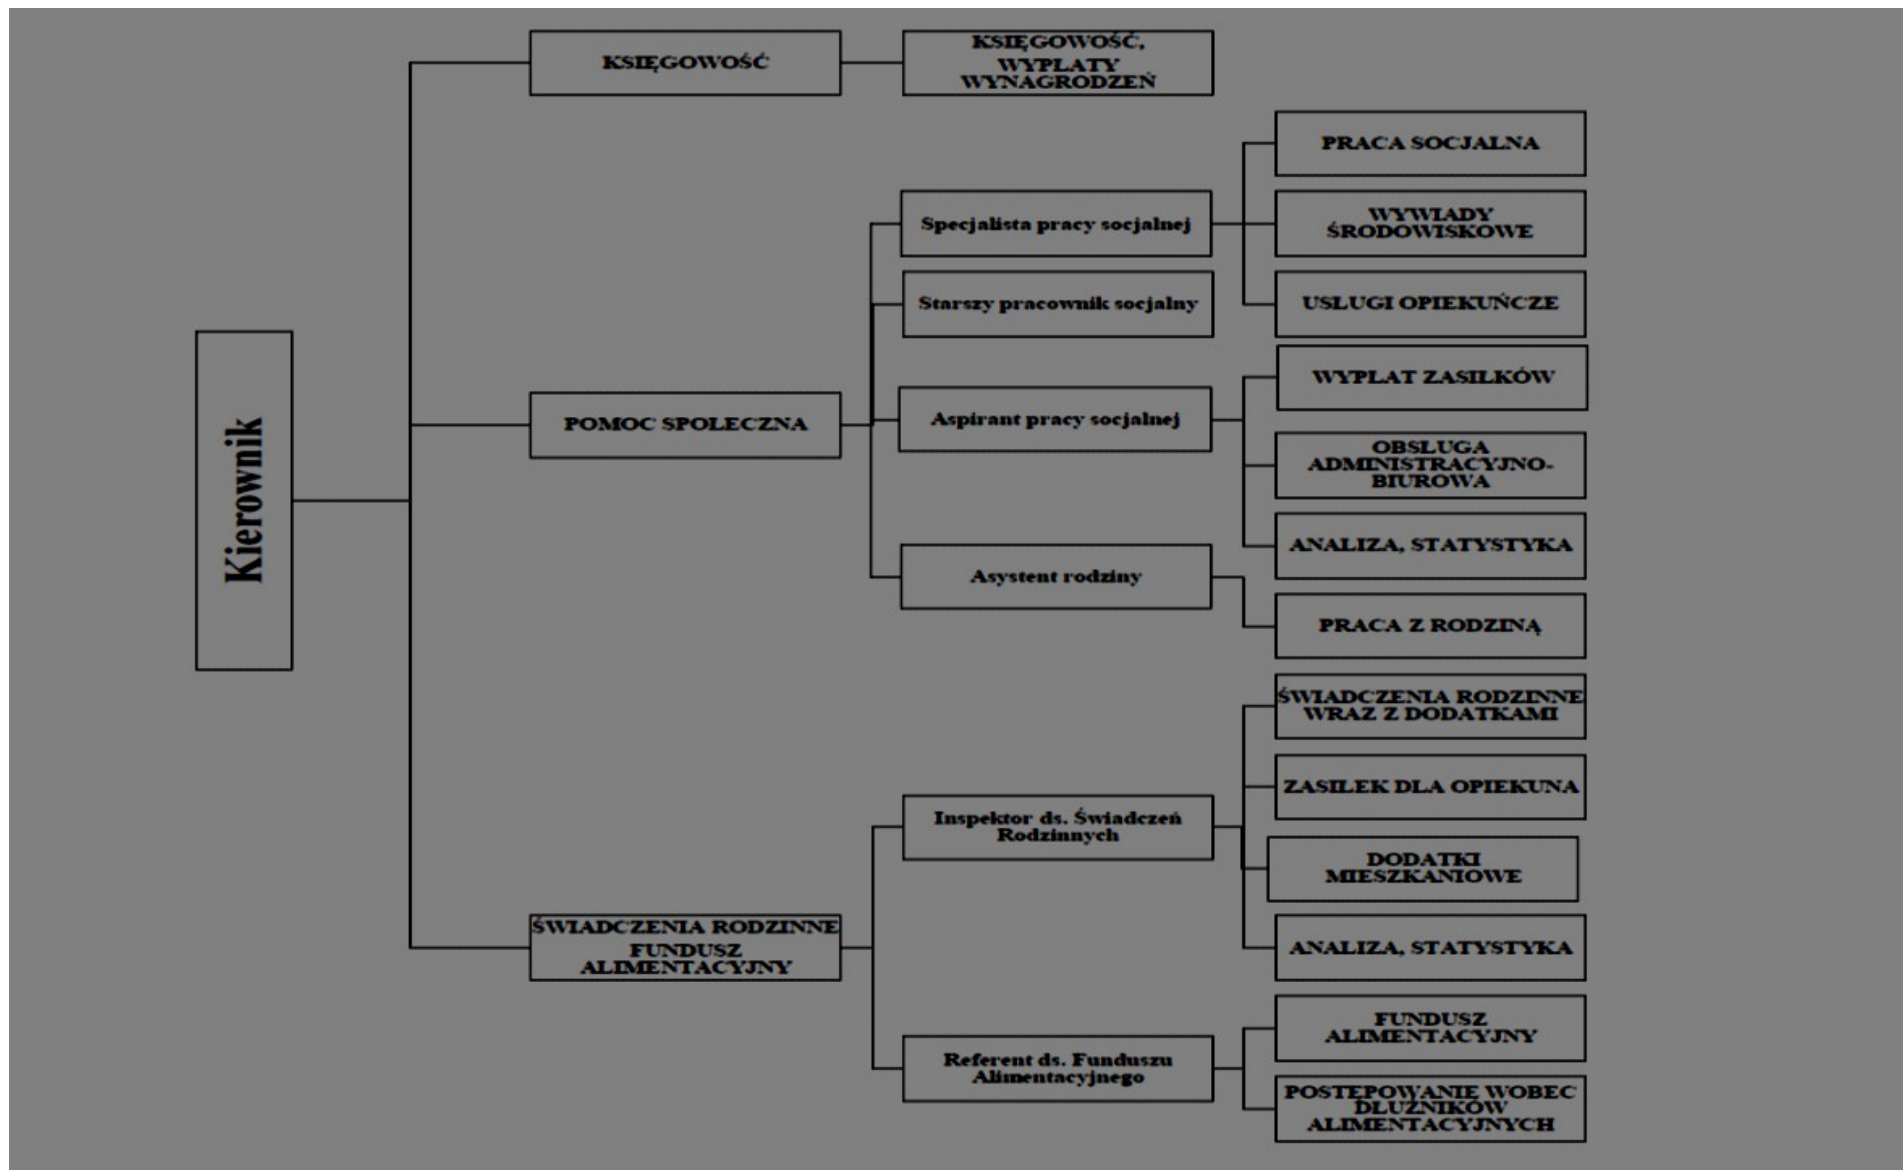 Kierownik
KSIĘGOWOŚĆ
KSIĘGOWOŚĆ,
WYPŁATY
WYNAGRODZEŃ
POMOC SPOŁECZNA
Specjalista pracy socjalnej
PRACA SOCJALNA
WYWIADY
ŚRODOWISKOWE
USŁUGI OPIEKUŃCZE
Starszy pracownik socjalny
Aspirant pracy socjalnej
WYPŁAT ZASIŁKÓW
OBSŁUGA
ADMINISTRACYJNO-
BIUROWA
ANALIZA, STATYSTYKA
Asystent rodziny
PRACA Z RODZINĄ
ŚWIADCZENIA RODZINNE
FUNDUSZ
ALIMENTACYJNY
Inspektor ds. Świadczeń
Rodzinnych
ŚWIADCZENIA RODZINNE
WRAZ Z DODATKAMI
ZASIŁEK DLA OPIEKUNA
DODATKI
MIESZKANIOWE
ANALIZA, STATYSTYKA
Referent ds. Funduszu
Alimentacyjnego
FUNDUSZ
ALIMENTACYJNY
POSTĘPOWANIE WOBEC
DŁUŻNIKÓW
ALIMENTACYJNYCH